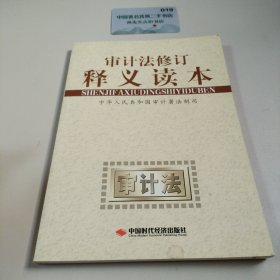 019
审计法修订
释义读本
SHENJIFAXIUDINGSHIYIDUBEN
中华人民共和国审计署法制司
审计法
中国时代经济出版社